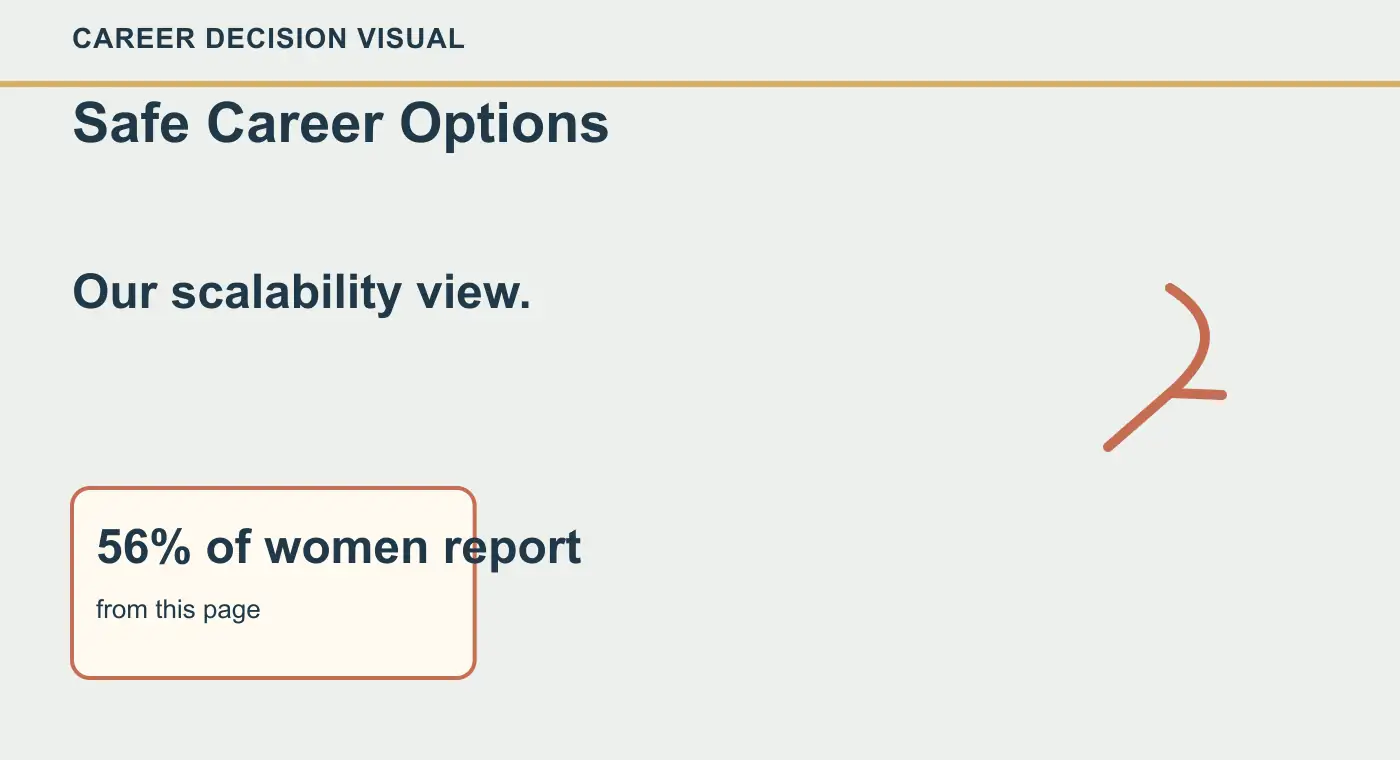 CAREER DECISION VISUAL
Safe Career Options
Our scalability view.
56% of women report
from this page